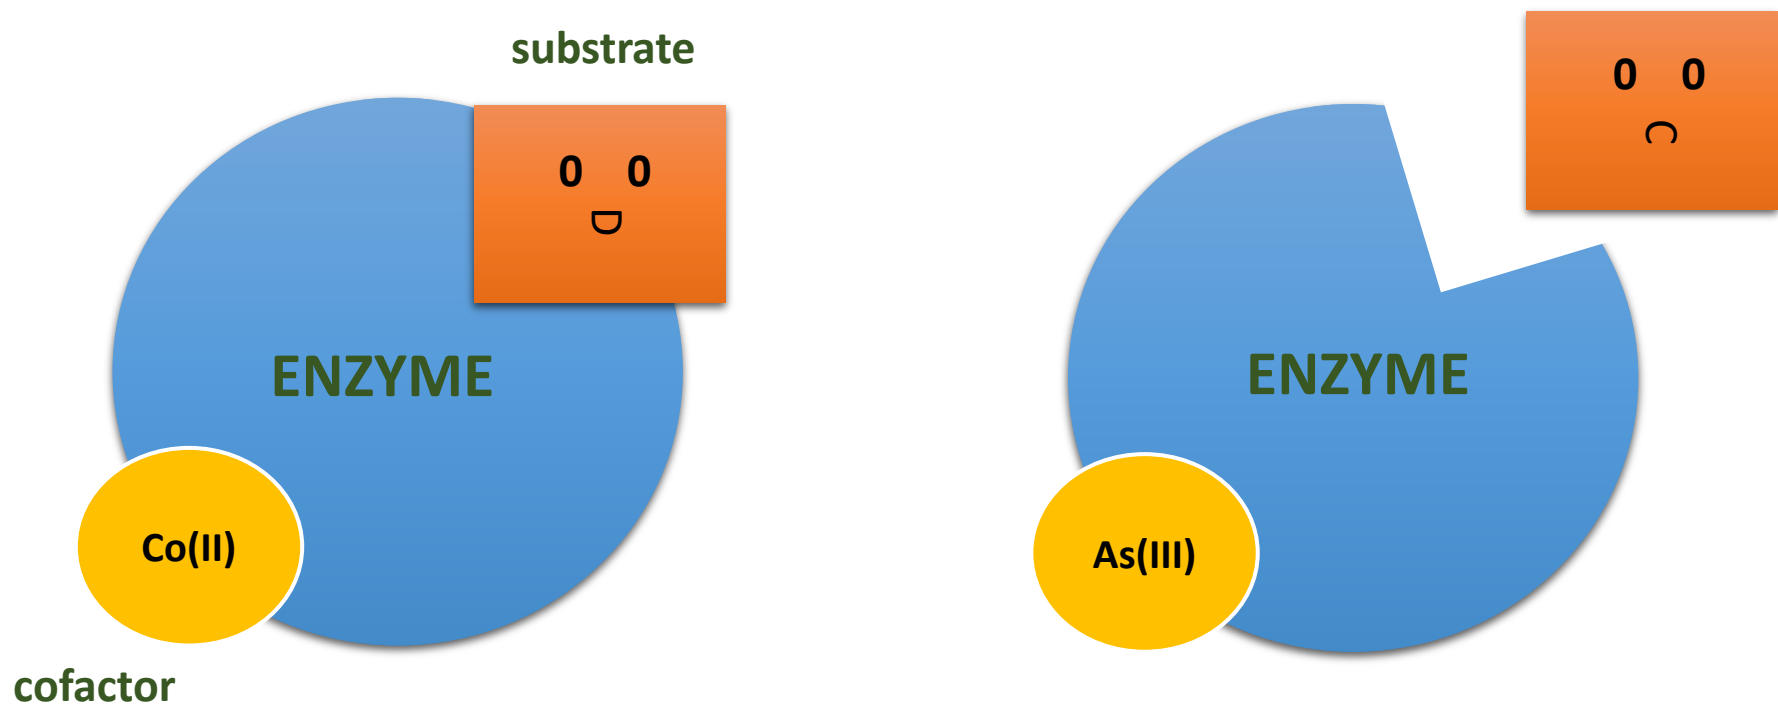 substrate
0 0
D
ENZYME
Co(II)
cofactor
0 0
C
ENZYME
As(III)